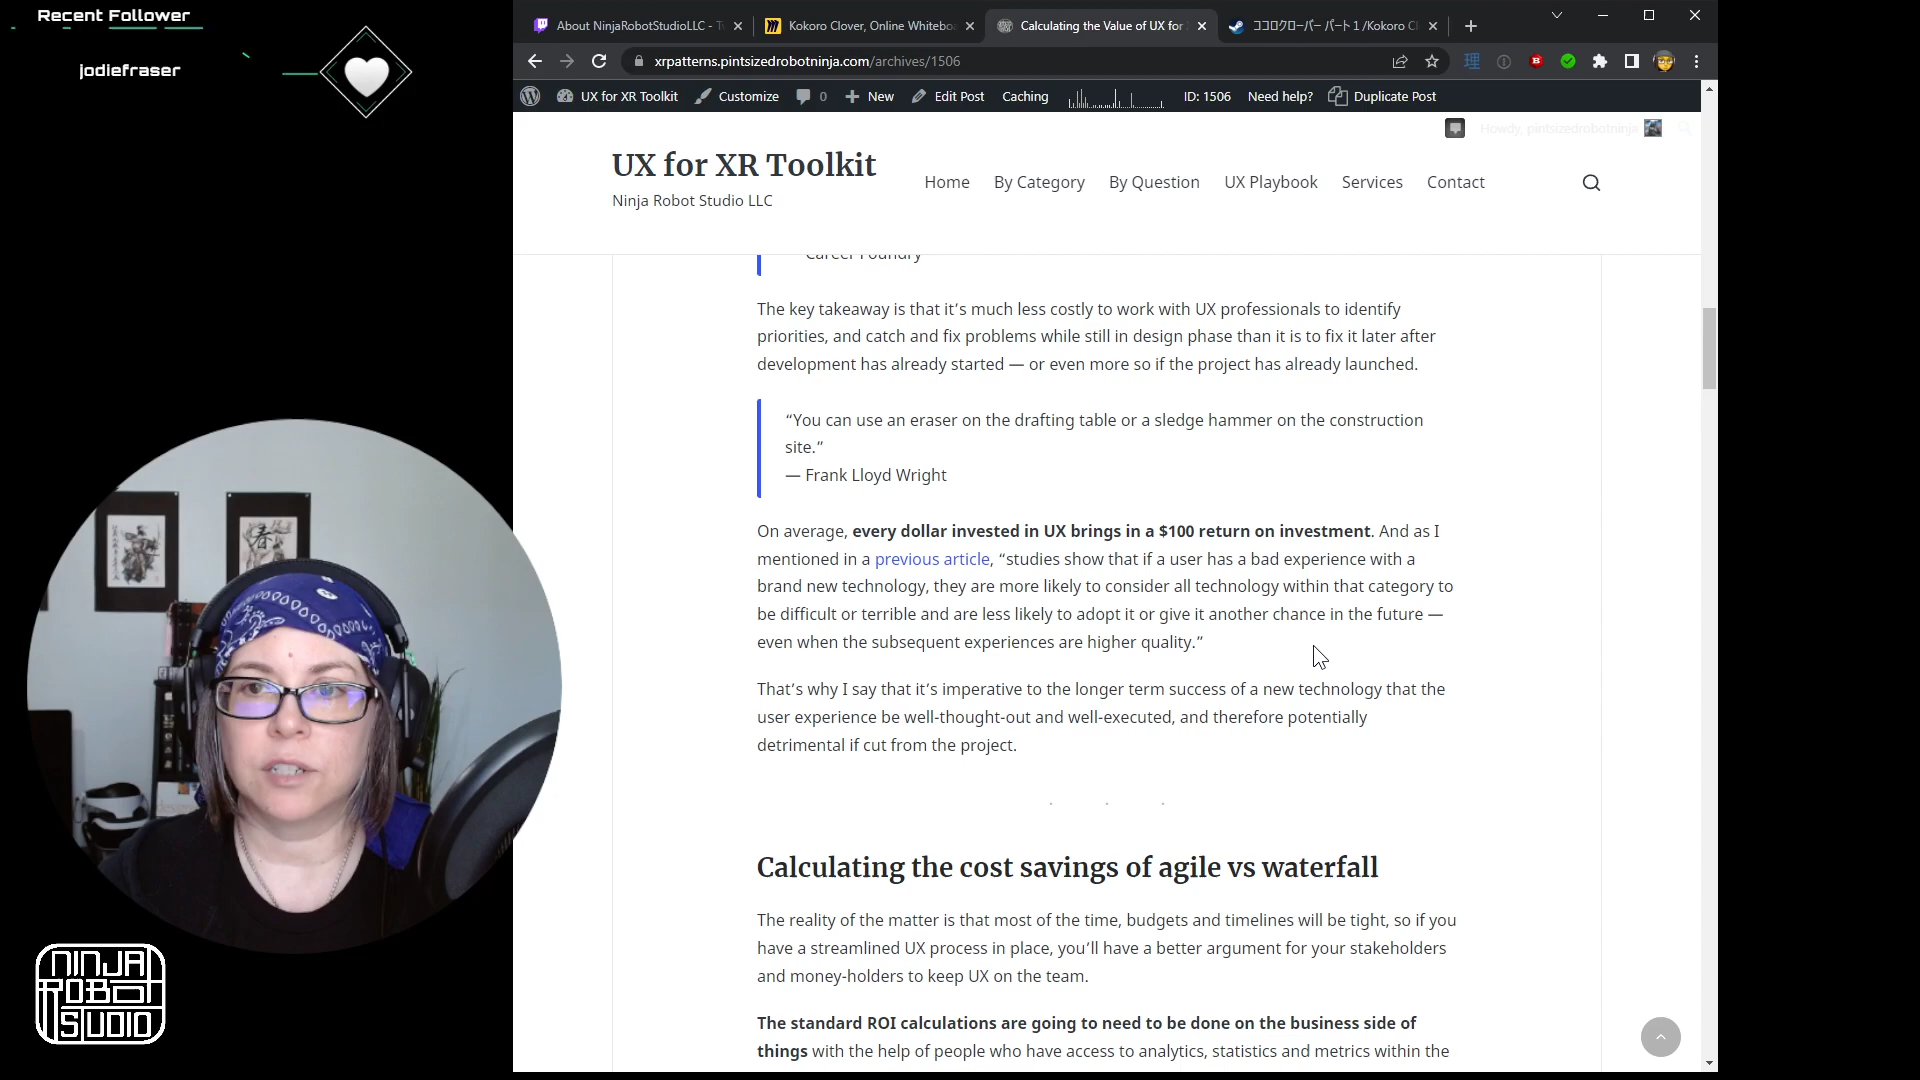 Recent Follower
jodiefraser
About NinjaRobotStudioLLC - Tw
Kokoro Clover, Online Whiteboa
Calculating the Value of UX for
ココロクローバー パート１/Kokoro Cl
xrpatterns.pintsizedrobotninja.com/archives/1506
UX for XR Toolkit
Customize
0
New
Edit Post
Caching
ID: 1506
Need help?
Duplicate Post
Howdy, pintsizedrobotninja
UX for XR Toolkit
Ninja Robot Studio LLC
Home
By Category
By Question
UX Playbook
Services
Contact
Career Foundry
The key takeaway is that it’s much less costly to work with UX professionals to identify
priorities, and catch and fix problems while still in design phase than it is to fix it later after
development has already started — or even more so if the project has already launched.
“You can use an eraser on the drafting table or a sledge hammer on the construction
site.”
— Frank Lloyd Wright
On average, every dollar invested in UX brings in a $100 return on investment. And as I
mentioned in a previous article, “studies show that if a user has a bad experience with a
brand new technology, they are more likely to consider all technology within that category to
be difficult or terrible and are less likely to adopt it or give it another chance in the future —
even when the subsequent experiences are higher quality.”
That’s why I say that it’s imperative to the longer term success of a new technology that the
user experience be well-thought-out and well-executed, and therefore potentially
detrimental if cut from the project.
Calculating the cost savings of agile vs waterfall
The reality of the matter is that most of the time, budgets and timelines will be tight, so if you
have a streamlined UX process in place, you’ll have a better argument for your stakeholders
and money-holders to keep UX on the team.
The standard ROI calculations are going to need to be done on the business side of
things with the help of people who have access to analytics, statistics and metrics within the
春
NINJA
ROBOT
STUDIO